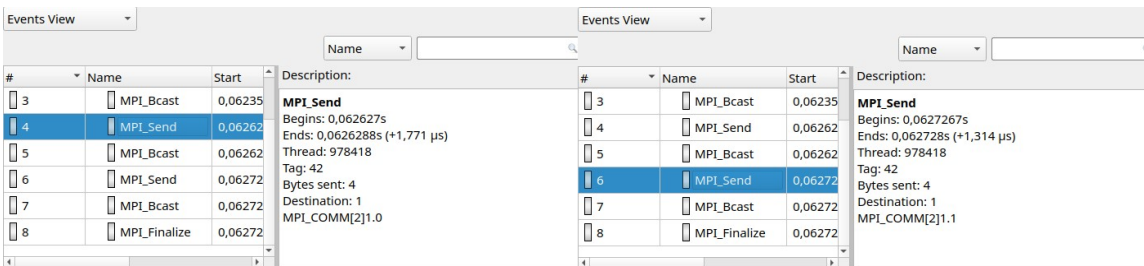 Events View
Name
# Name Start
3 MPI_Bcast 0,06235
4 MPI_Send 0,06262
5 MPI_Bcast 0,06262
6 MPI_Send 0,06272
7 MPI_Bcast 0,06272
8 MPI_Finalize 0,06272
Description:
MPI_Send
Begins: 0,062627s
Ends: 0,0626288s (+1,771 µs)
Thread: 978418
Tag: 42
Bytes sent: 4
Destination: 1
MPI_COMM[2]1.0
Events View
Name
# Name Start
3 MPI_Bcast 0,06235
4 MPI_Send 0,06262
5 MPI_Bcast 0,06262
6 MPI_Send 0,06272
7 MPI_Bcast 0,06272
8 MPI_Finalize 0,06272
Description:
MPI_Send
Begins: 0,0627267s
Ends: 0,062728s (+1,314 µs)
Thread: 978418
Tag: 42
Bytes sent: 4
Destination: 1
MPI_COMM[2]1.1